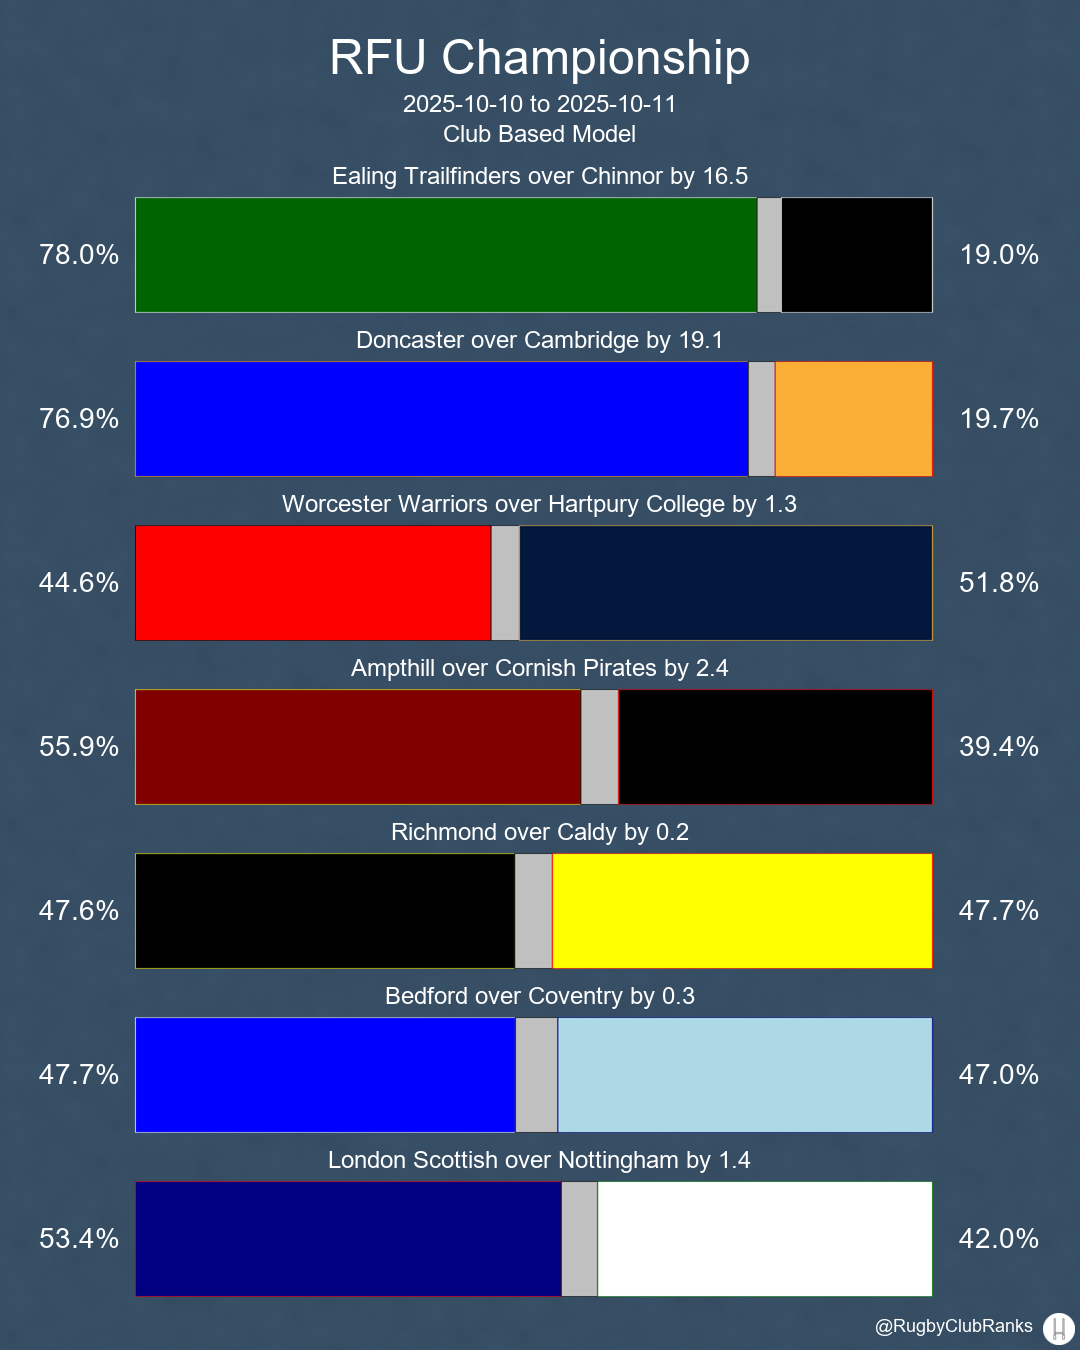 RFU Championship
2025-10-10 to 2025-10-11
Club Based Model
Ealing Trailfinders over Chinnor by 16.5
78.0% 19.0%
Doncaster over Cambridge by 19.1
76.9% 19.7%
Worcester Warriors over Hartpury College by 1.3
44.6% 51.8%
Ampthill over Cornish Pirates by 2.4
55.9% 39.4%
Richmond over Caldy by 0.2
47.6% 47.7%
Bedford over Coventry by 0.3
47.7% 47.0%
London Scottish over Nottingham by 1.4
53.4% 42.0%
@RugbyClubRanks